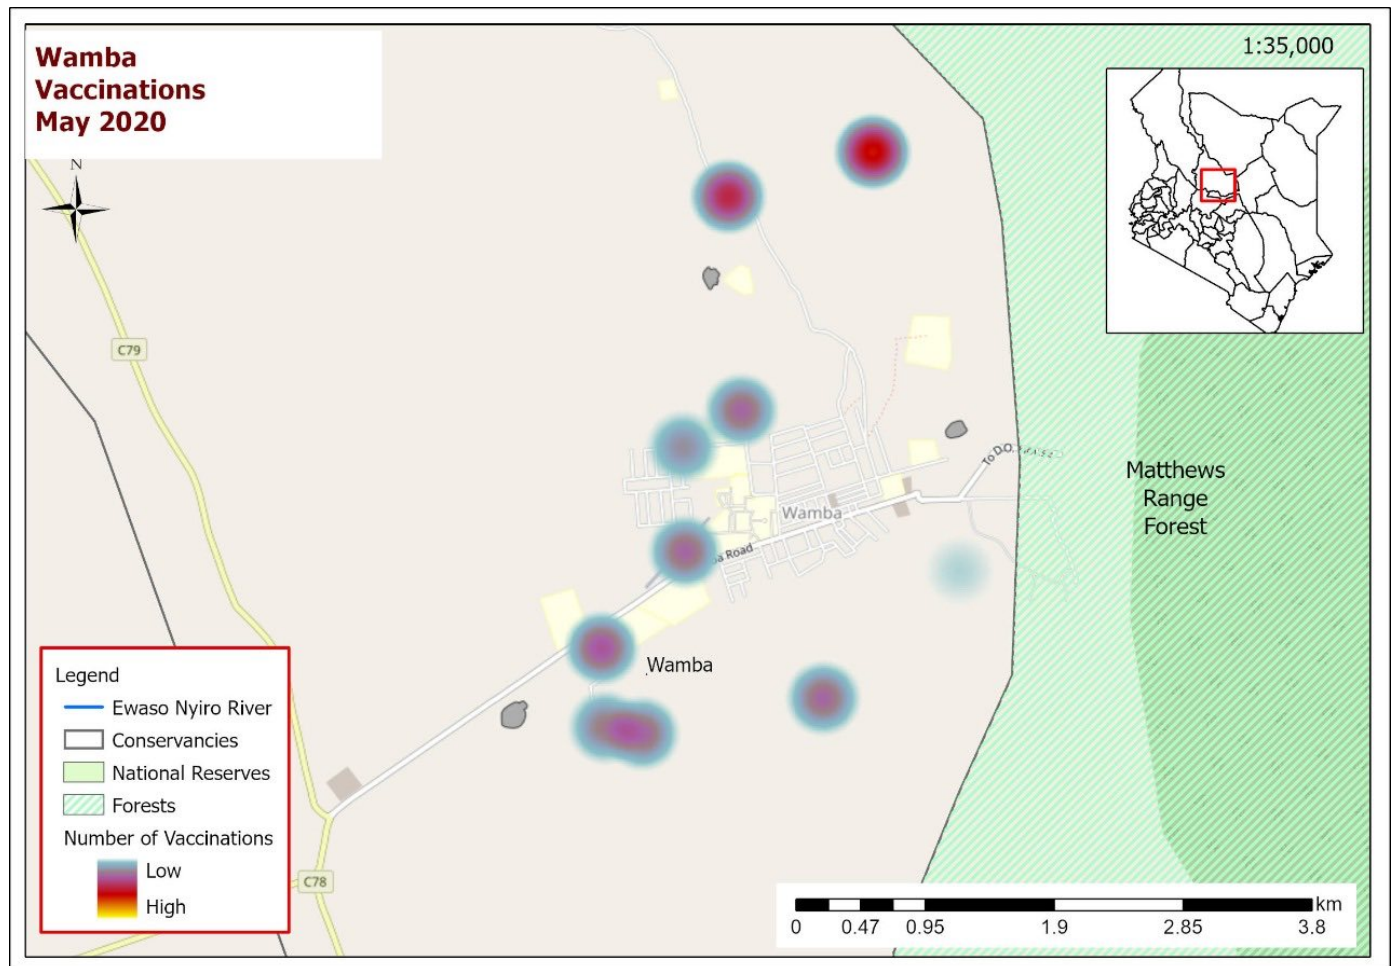 Wamba
Vaccinations
May 2020
N
1:35,000
C79
To D.O.
Wamba
Road
Matthews
Range
Forest
Wamba
Legend
Ewaso Nyiro River
Conservancies
National Reserves
Forests
Number of Vaccinations
Low
High
C78
km
0 0.47 0.95 1.9 2.85 3.8